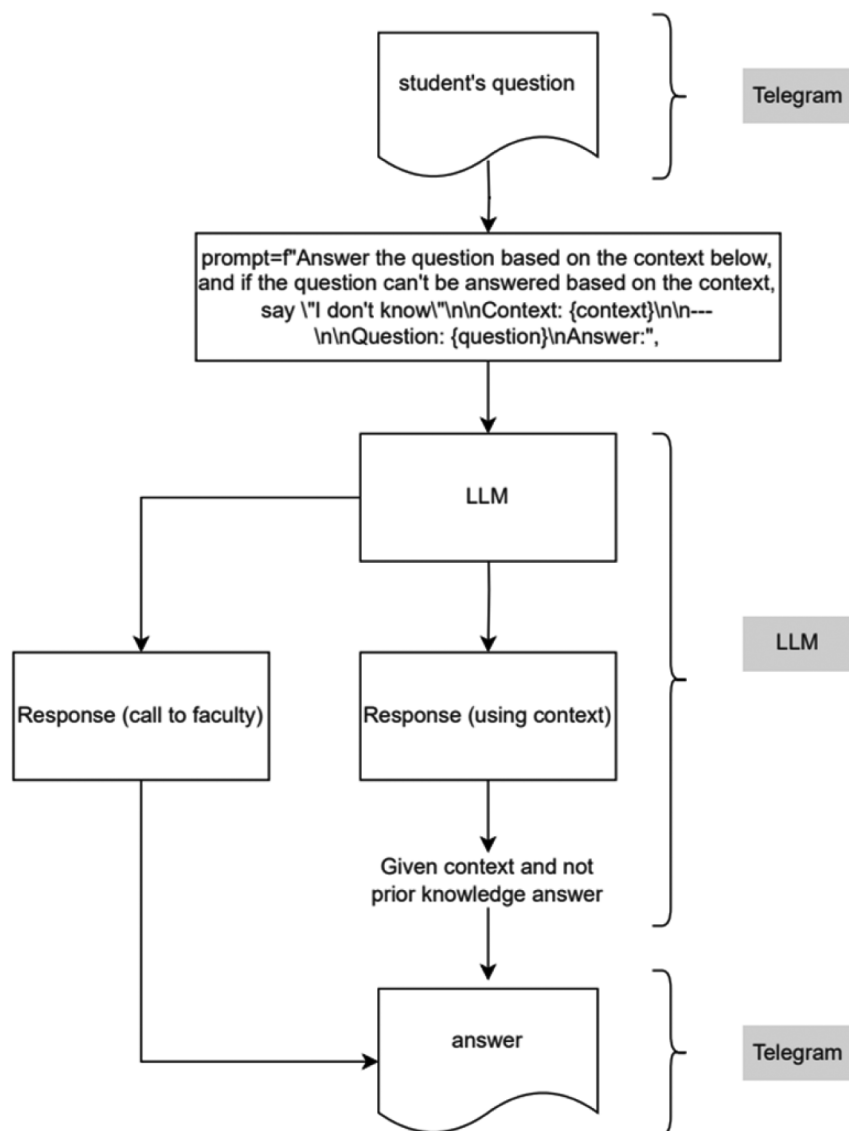 student's question
Telegram
prompt=f"Answer the question based on the context below,
and if the question can't be answered based on the context,
say \"I don't know\"\n\nContext: {context}\n\n---
\n\nQuestion: {question}\nAnswer:",
LLM
LLM
Response (call to faculty)
Response (using context)
Given context and not
prior knowledge answer
answer
Telegram